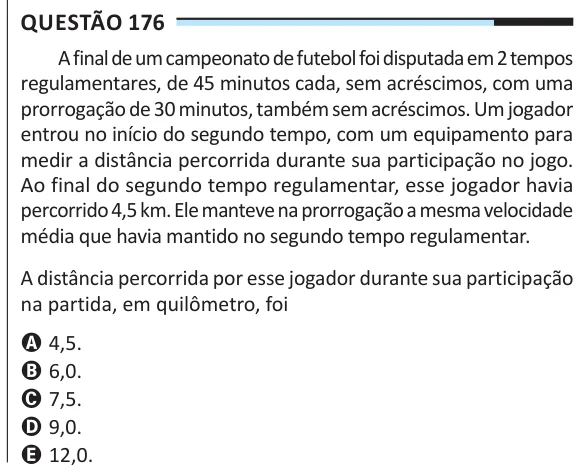 QUESTÃO 176
A final de um campeonato de futebol foi disputada em 2 tempos
regulamentares, de 45 minutos cada, sem acréscimos, com uma
prorrogação de 30 minutos, também sem acréscimos. Um jogador
entrou no início do segundo tempo, com um equipamento para
medir a distância percorrida durante sua participação no jogo.
Ao final do segundo tempo regulamentar, esse jogador havia
percorrido 4,5 km. Ele manteve na prorrogação a mesma velocidade
média que havia mantido no segundo tempo regulamentar.
A distância percorrida por esse jogador durante sua participação
na partida, em quilômetro, foi
A 4,5.
B 6,0.
C 7,5.
D 9,0.
E 12,0.